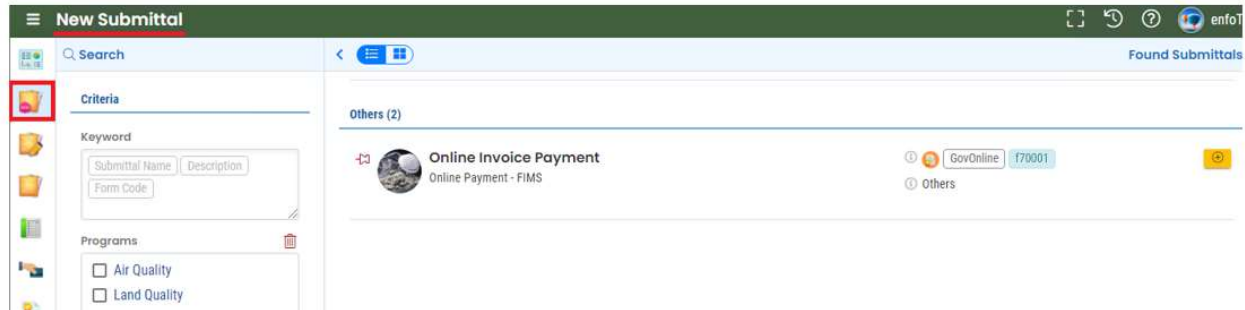 New Submittal
enfoT
Search
Found Submittals
Criteria
Others (2)
Keyword
Submittal Name Description
Form Code
Online Invoice Payment
Online Payment - FIMS
GovOnline f70001
Others
Programs
Air Quality
Land Quality